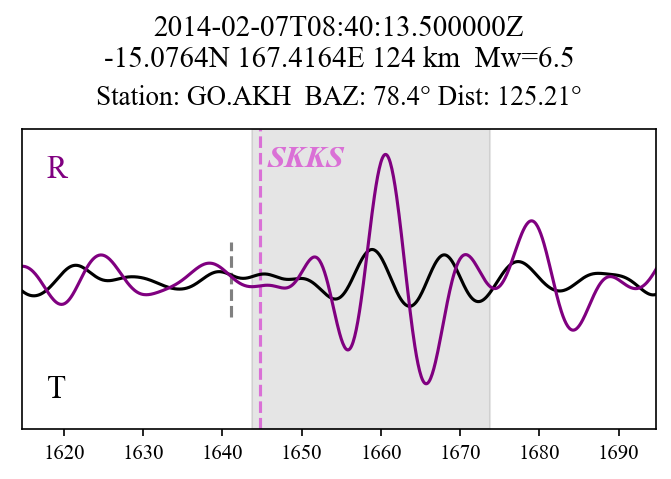 2014-02-07T08:40:13.500000Z
-15.0764N 167.4164E 124 km  Mw=6.5
Station: GO.AKH  BAZ: 78.4° Dist: 125.21°
R
SKKS
T
1620 1630 1640 1650 1660 1670 1680 1690